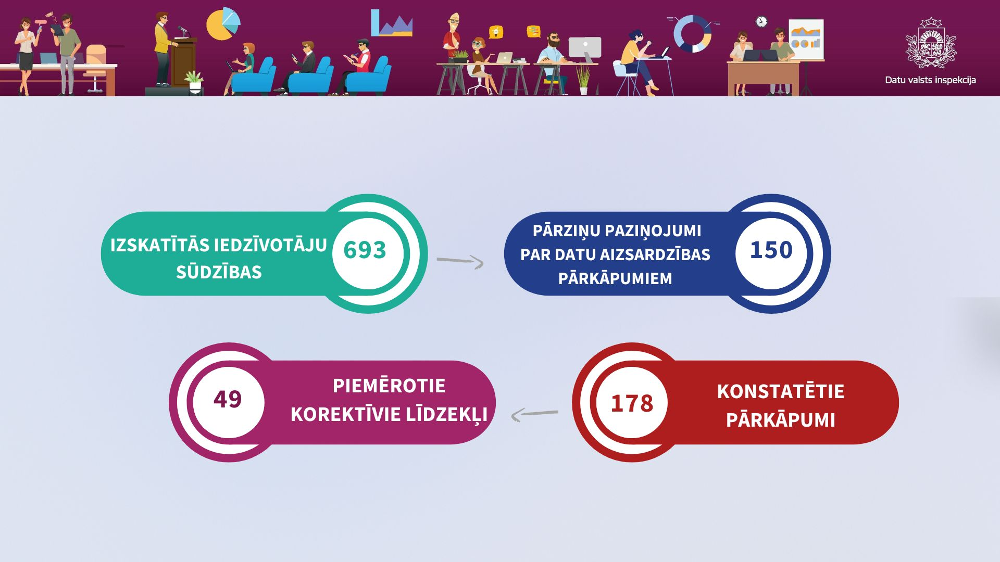 Datu valsts inspekcija
IZSKATĪTĀS IEDZĪVOTĀJU
SŪDZĪBAS
693
PĀRZIŅU PAZIŅOJUMI
PAR DATU AIZSARDZĪBAS
PĀRKĀPUMIEM
150
49
PIEMĒROTIE
KOREKTĪVIE LĪDZEKĻI
178
KONSTATĒTIE
PĀRKĀPUMI